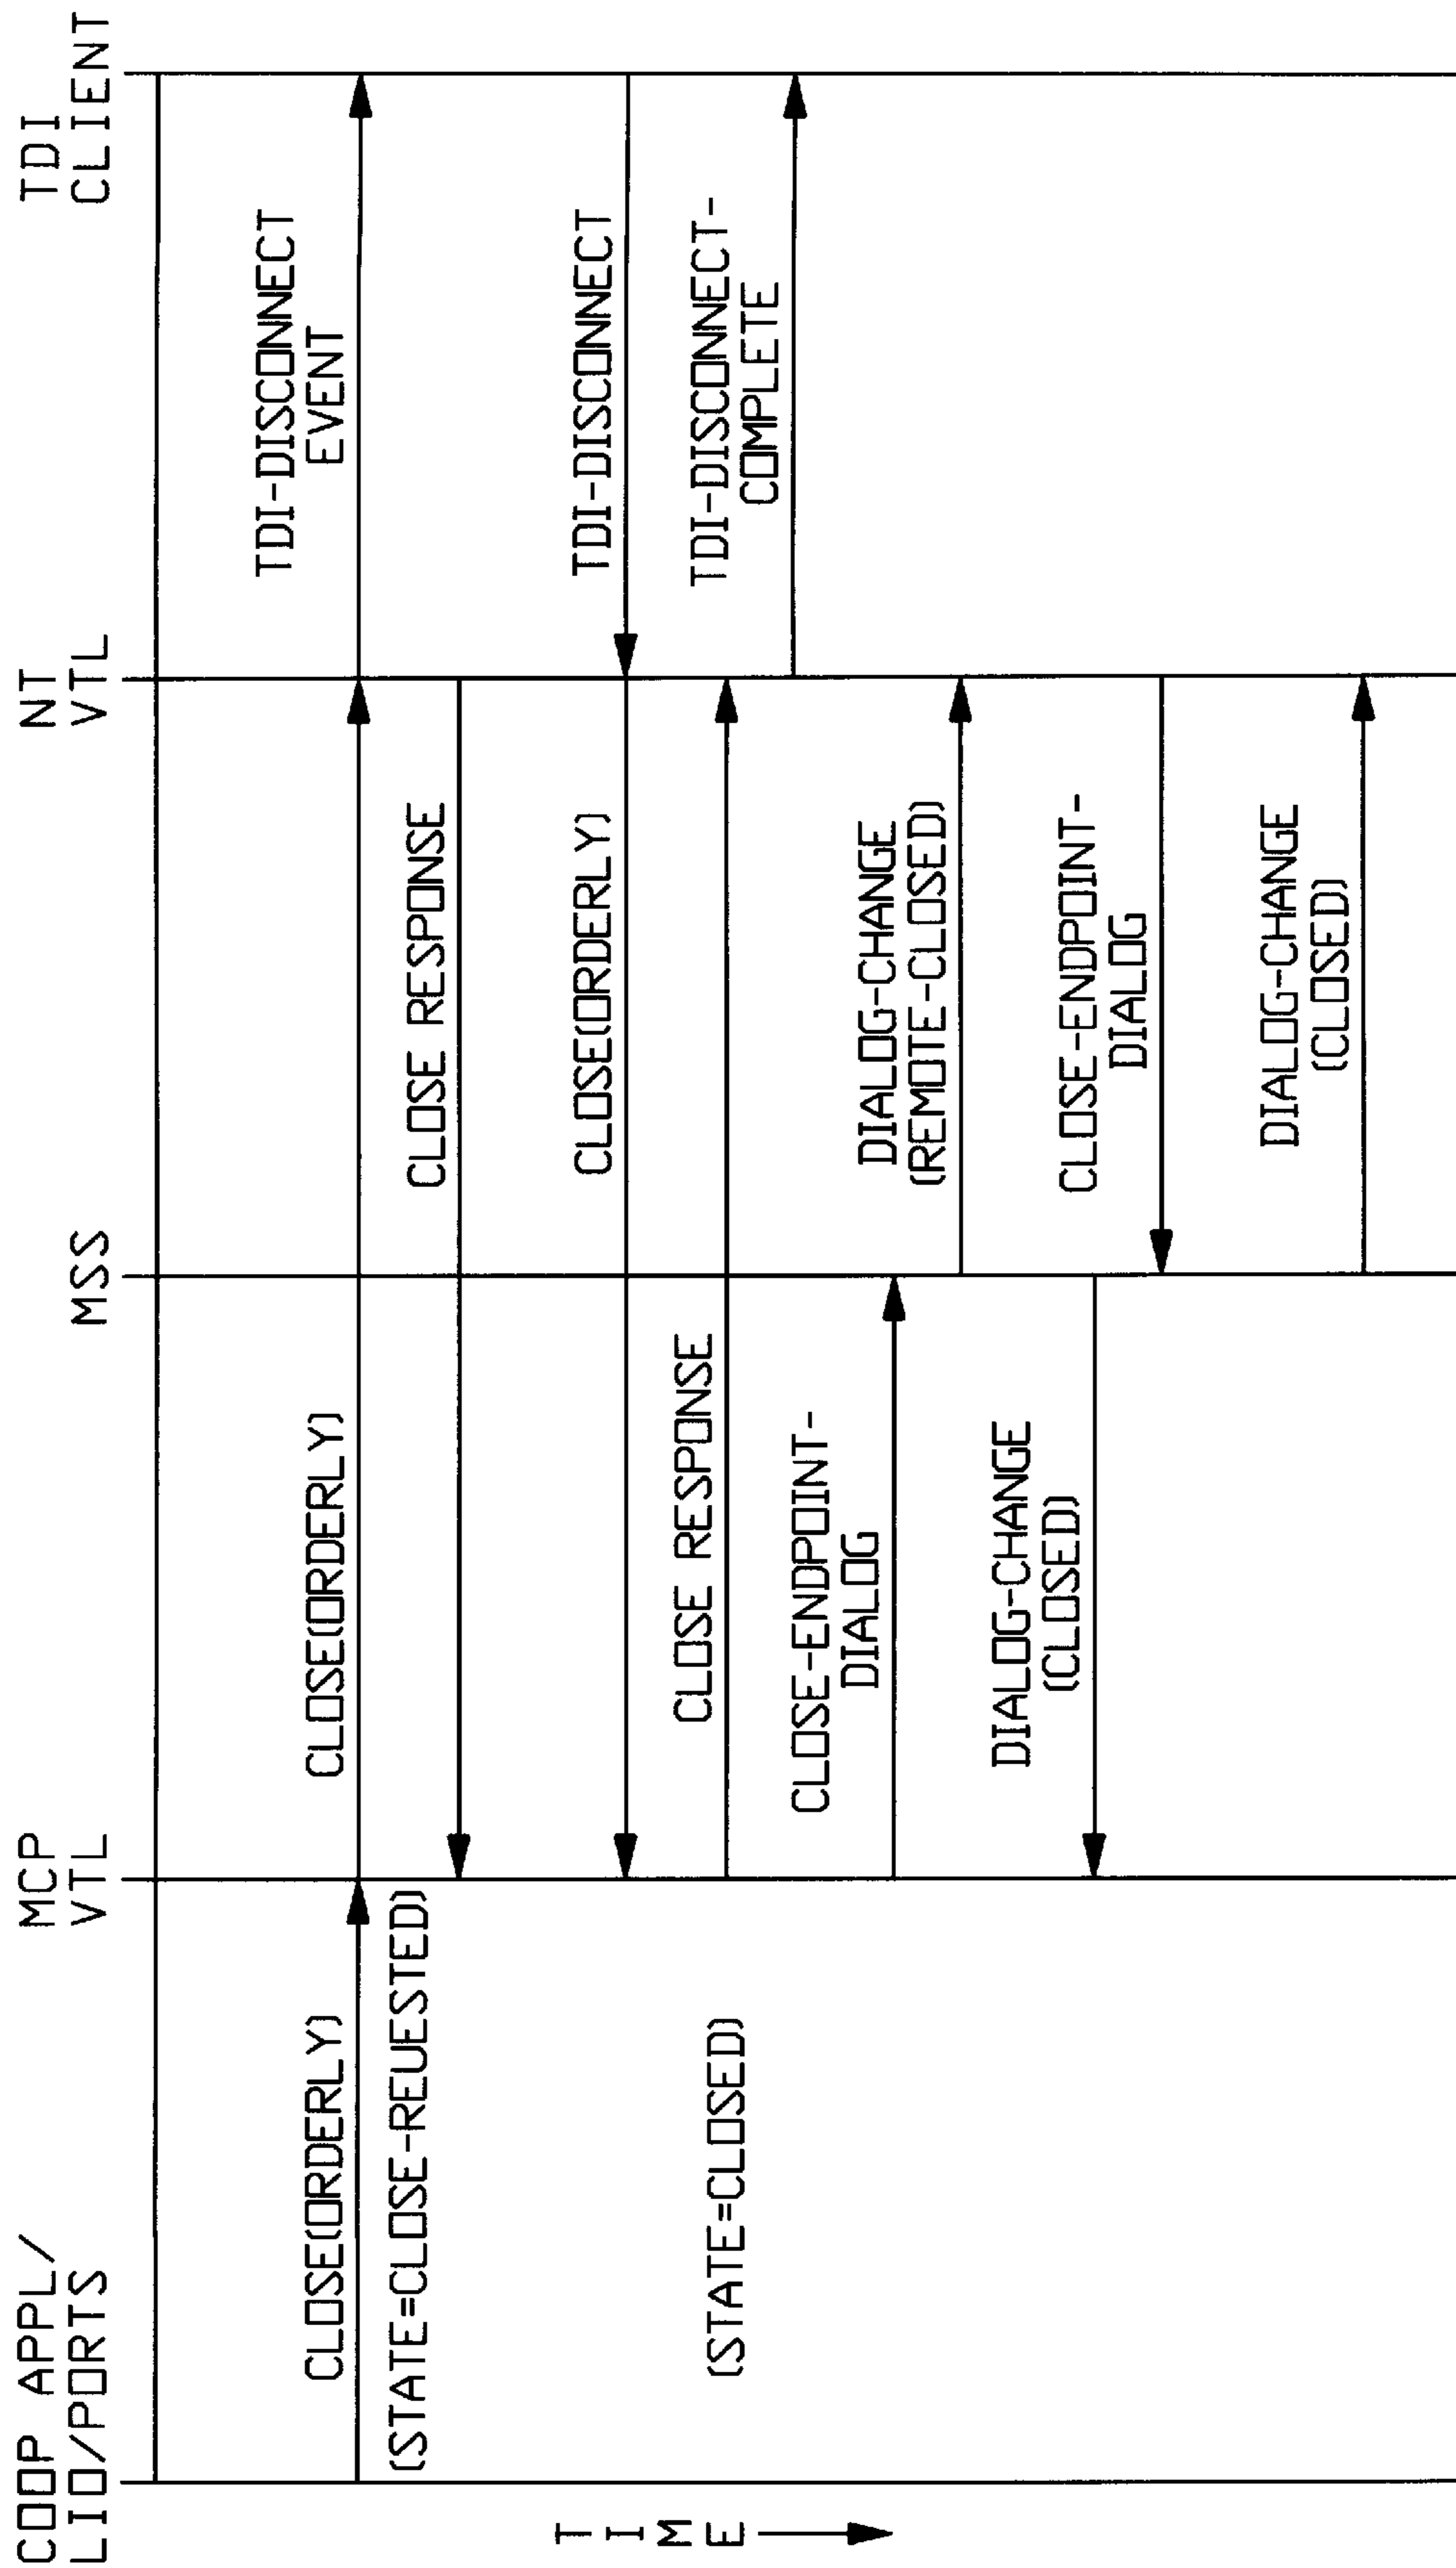 COOP APPL/
LIO/PORTS
MCP
VTL
MSS
NT
VTL
TDI
CLIENT
TIME
CLOSE(ORDERLY)
(STATE=CLOSE-REUESTED)
CLOSE(ORDERLY)
TDI-DISCONNECT
EVENT
CLOSE RESPONSE
CLOSE(ORDERLY)
TDI-DISCONNECT
(STATE=CLOSED)
CLOSE RESPONSE
TDI-DISCONNECT-
COMPLETE
CLOSE-ENDPOINT-
DIALOG
DIALOG-CHANGE
(REMOTE-CLOSED)
DIALOG-CHANGE
(CLOSED)
CLOSE-ENDPOINT-
DIALOG
DIALOG-CHANGE
(CLOSED)